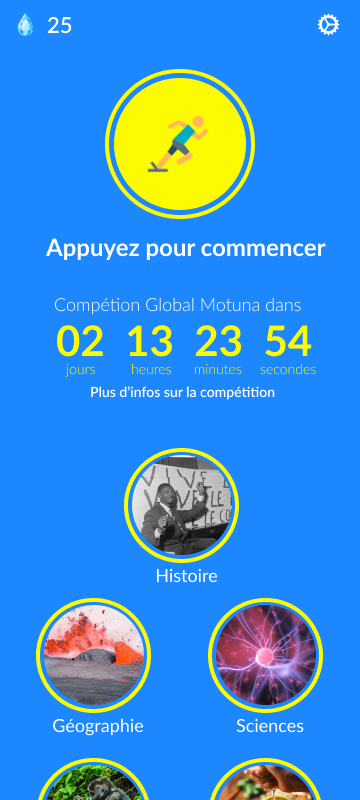 25
Appuyez pour commencer
Compétion Global Motuna dans
02 13 23 54
jours heures minutes secondes
Plus d'infos sur la compétition
VIVE L
Histoire
Géographie
Sciences